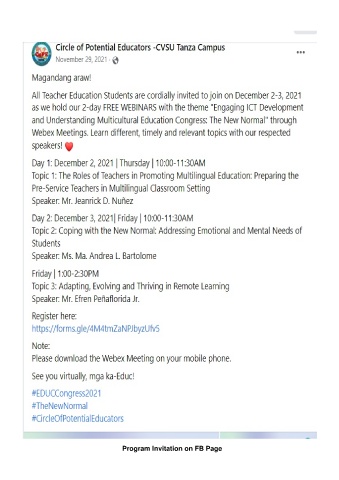 Circle of Potential Educators -CVSU Tanza Campus
November 29, 2021 ·
Magandang araw!
All Teacher Education Students are cordially invited to join on December 2-3, 2021
as we hold our 2-day FREE WEBINARS with the theme "Engaging ICT Development
and Understanding Multicultural Education Congress: The New Normal" through
Webex Meetings. Learn different, timely and relevant topics with our respected
speakers! ❤️
Day 1: December 2, 2021 | Thursday | 10:00-11:30AM
Topic 1: The Roles of Teachers in Promoting Multilingual Education: Preparing the
Pre-Service Teachers in Multilingual Classroom Setting
Speaker: Mr. Jeanrick D. Nuñez
Day 2: December 3, 2021| Friday | 10:00-11:30AM
Topic 2: Coping with the New Normal: Addressing Emotional and Mental Needs of
Students
Speaker: Ms. Ma. Andrea L. Bartolome
Friday | 1:00-2:30PM
Topic 3: Adapting, Evolving and Thriving in Remote Learning
Speaker: Mr. Efren Peñaflorida Jr.
Register here:
https://forms.gle/4M4tmZaNPJbyzUfv5
Note:
Please download the Webex Meeting on your mobile phone.
See you virtually, mga ka-Educ!
#EDUCCongress2021
#TheNewNormal
#CircleOfPotentialEducators
Program Invitation on FB Page